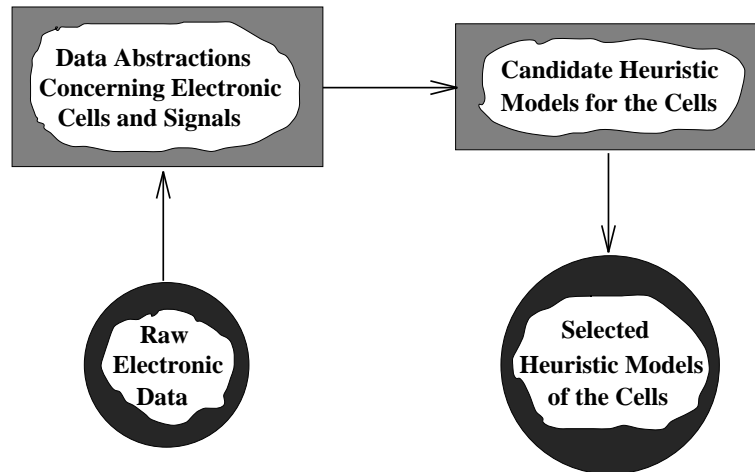 Data Abstractions
Concerning Electronic
Cells and Signals
Candidate Heuristic
Models for the Cells
Raw
Electronic
Data
Selected
Heuristic Models
of the Cells